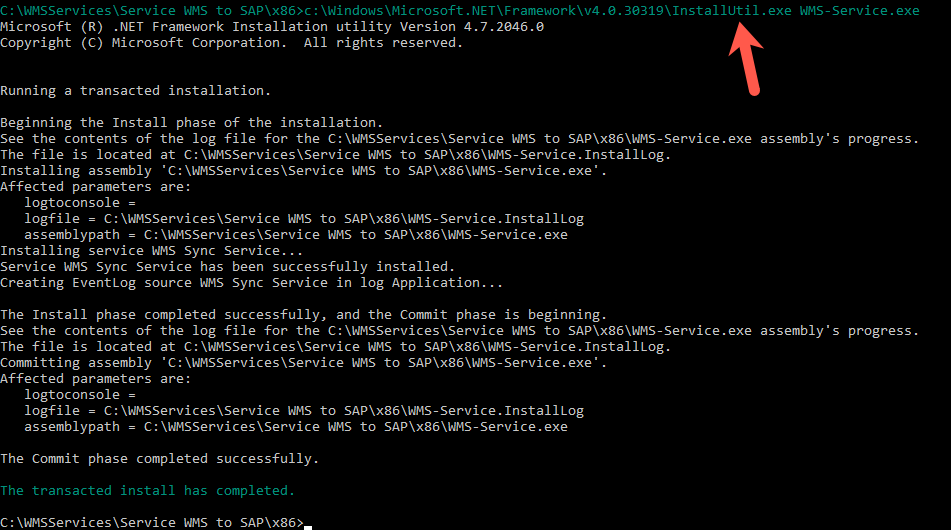 C:\WMSServices\Service WMS to SAP\x86>c:\Windows\Microsoft.NET\Framework\v4.0.30319\InstallUtil.exe WMS-Service.exe
Microsoft (R) .NET Framework Installation utility Version 4.7.2046.0
Copyright (C) Microsoft Corporation.  All rights reserved.
Running a transacted installation.
Beginning the Install phase of the installation.
See the contents of the log file for the C:\WMSServices\Service WMS to SAP\x86\WMS-Service.exe assembly's progress.
The file is located at C:\WMSServices\Service WMS to SAP\x86\WMS-Service.InstallLog.
Installing assembly 'C:\WMSServices\Service WMS to SAP\x86\WMS-Service.exe'.
Affected parameters are:
   logtoconsole =
   logfile = C:\WMSServices\Service WMS to SAP\x86\WMS-Service.InstallLog
   assemblypath = C:\WMSServices\Service WMS to SAP\x86\WMS-Service.exe
Installing service WMS Sync Service...
Service WMS Sync Service has been successfully installed.
Creating EventLog source WMS Sync Service in log Application...
The Install phase completed successfully, and the Commit phase is beginning.
See the contents of the log file for the C:\WMSServices\Service WMS to SAP\x86\WMS-Service.exe assembly's progress.
The file is located at C:\WMSServices\Service WMS to SAP\x86\WMS-Service.InstallLog.
Committing assembly 'C:\WMSServices\Service WMS to SAP\x86\WMS-Service.exe'.
Affected parameters are:
   logtoconsole =
   logfile = C:\WMSServices\Service WMS to SAP\x86\WMS-Service.InstallLog
   assemblypath = C:\WMSServices\Service WMS to SAP\x86\WMS-Service.exe
The Commit phase completed successfully.
The transacted install has completed.
C:\WMSServices\Service WMS to SAP\x86>